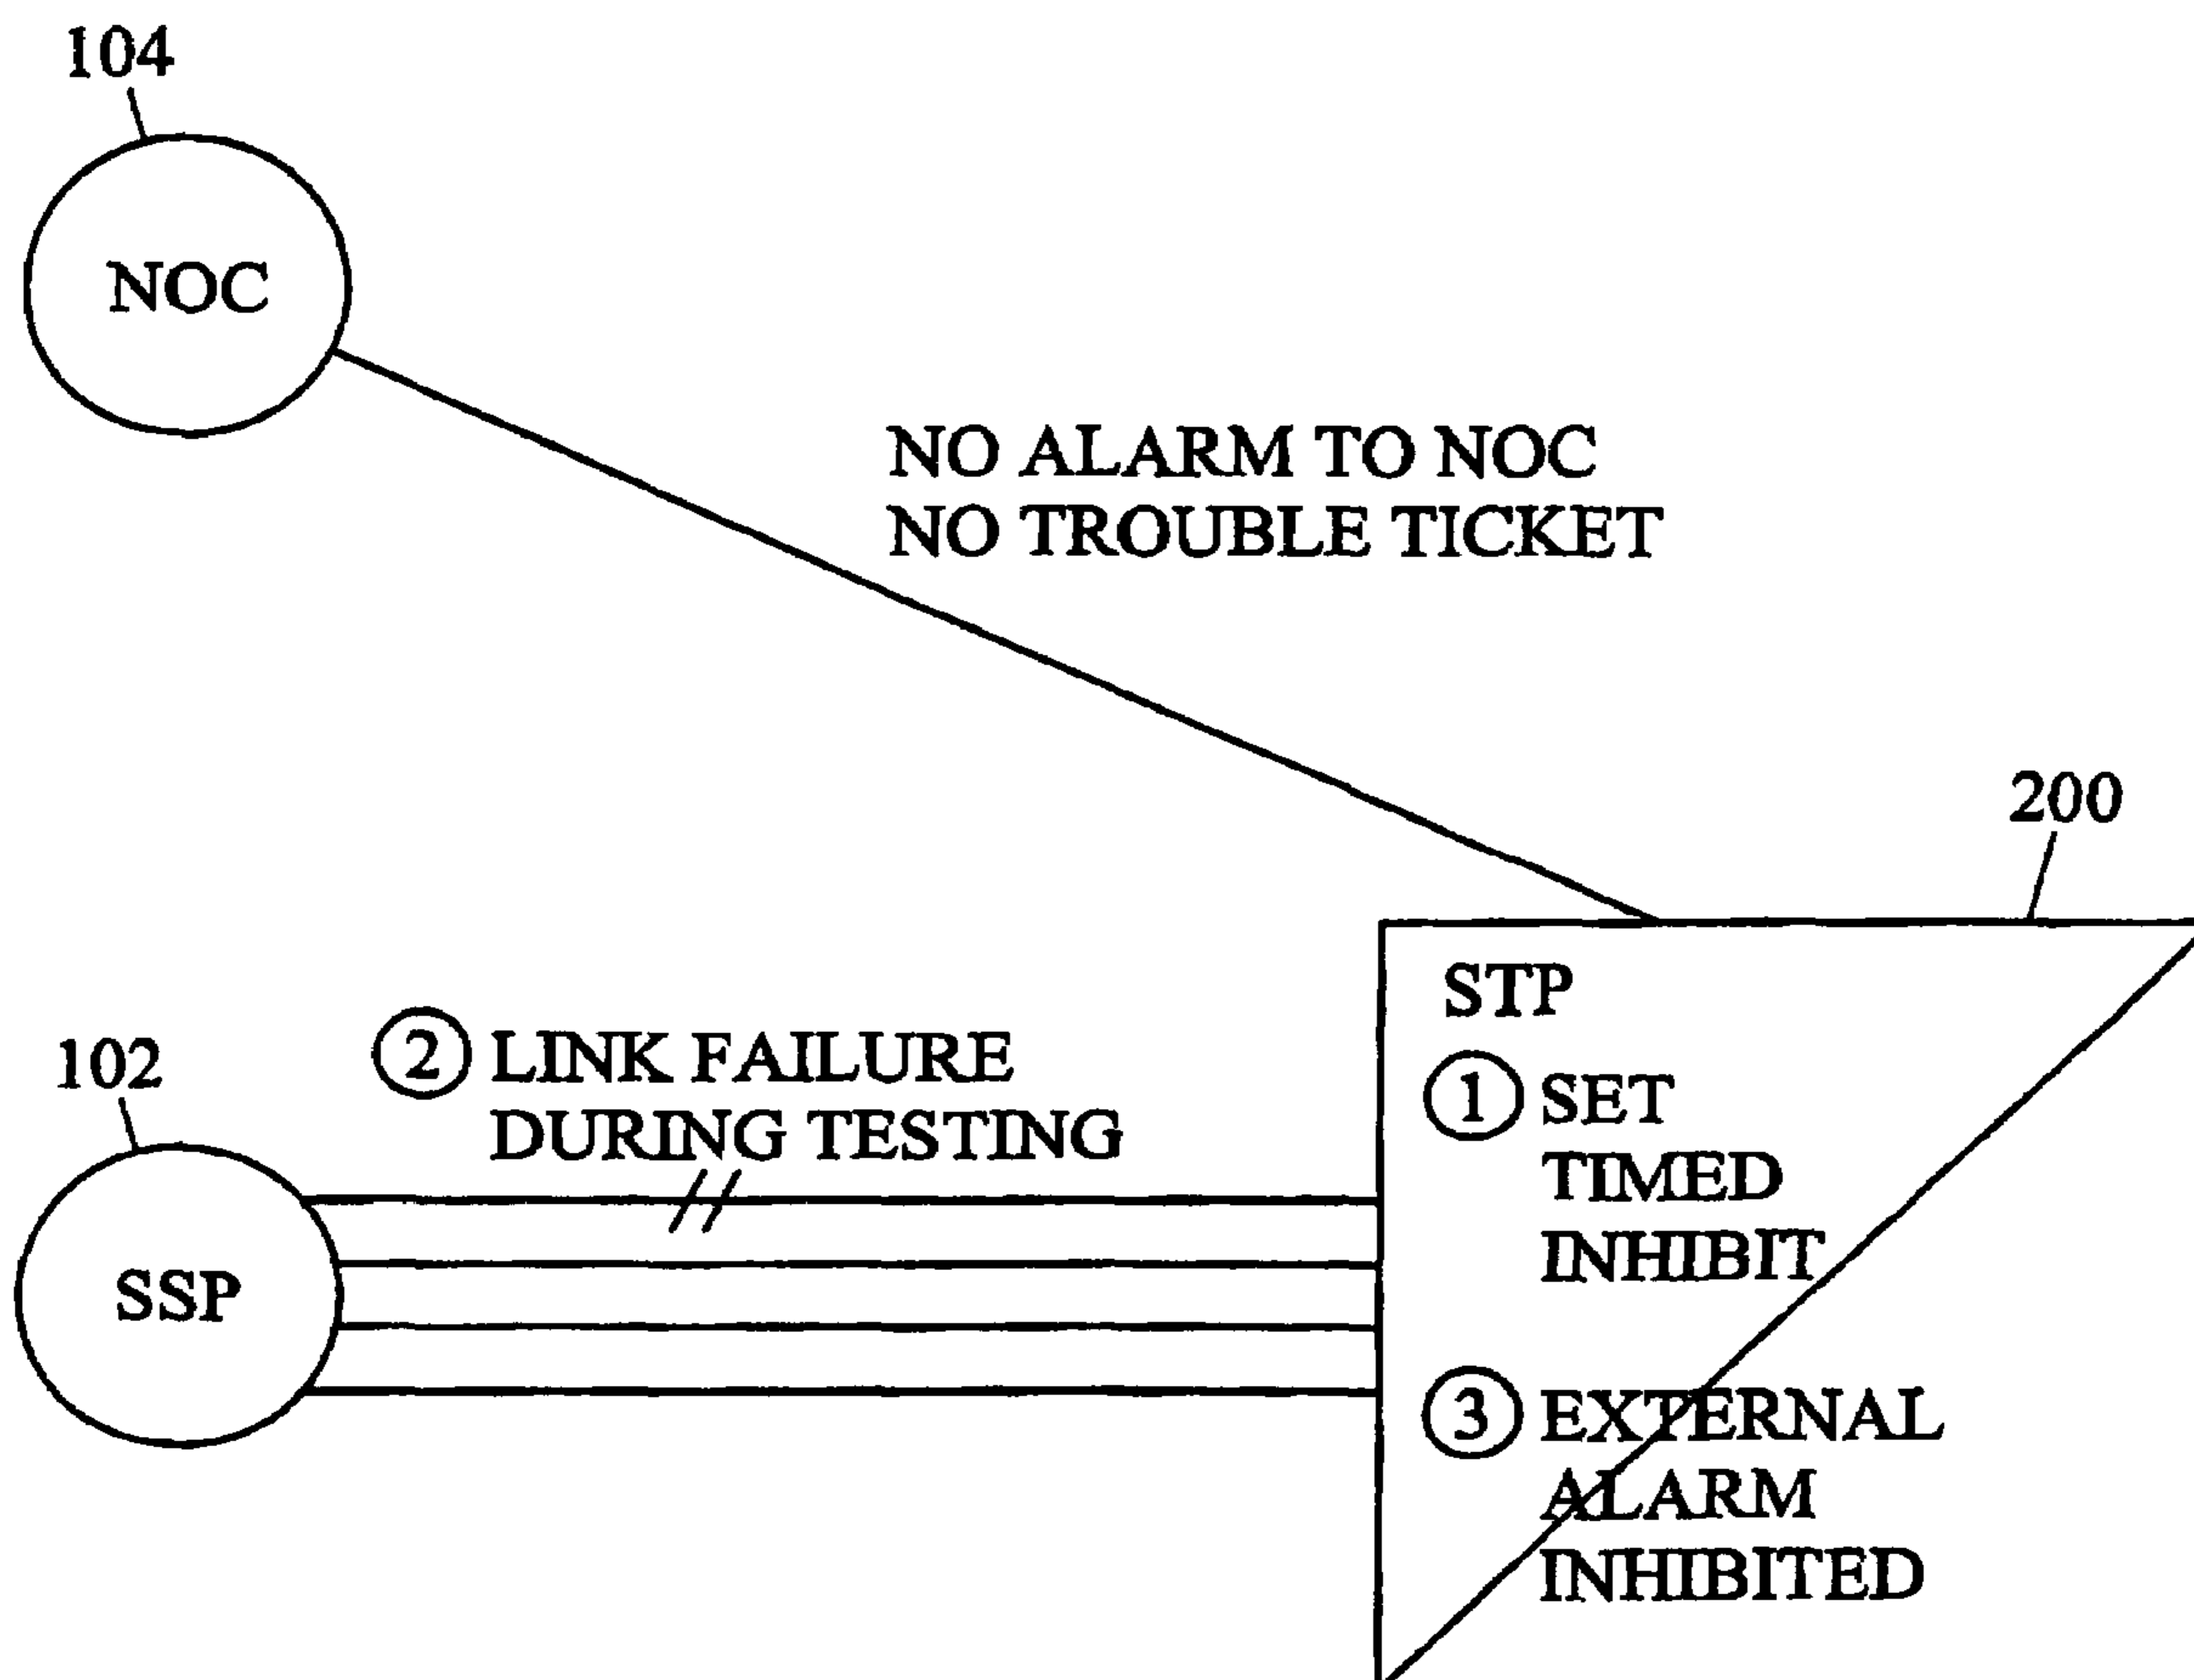 104
NOC
NO ALARM TO NOC
NO TROUBLE TICKET
200
STP
1 SET
TIMED
INHIBIT
2 LINK FAILURE
DURING TESTING
102
SSP
3 EXTERNAL
ALARM
INHIBITED